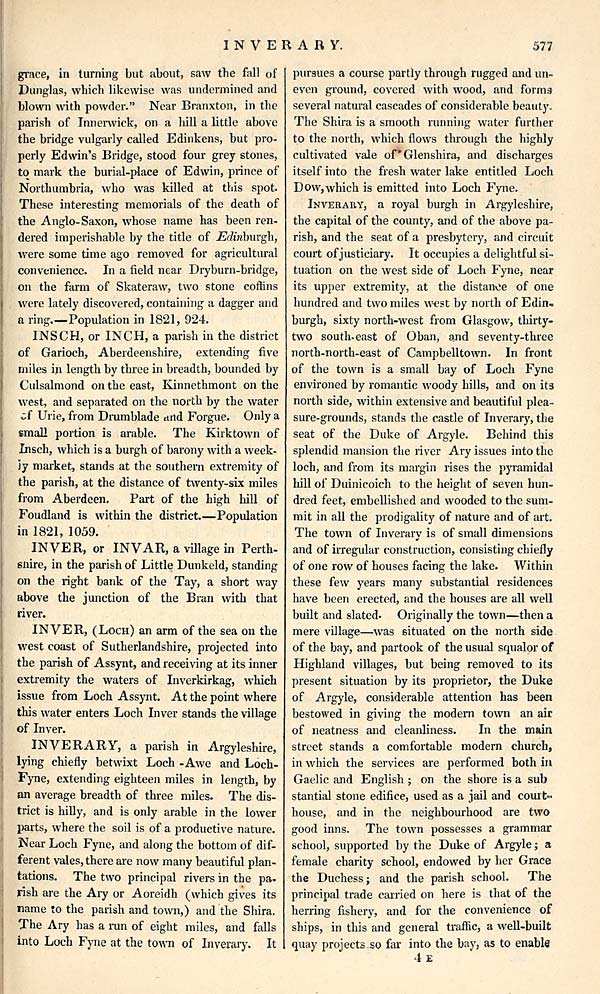 INVERARY. 577
grace, in turning but about, saw the fall of
Dunglas, which likewise was undermined and
blown with powder.” Near Branxton, in the
parish of Innerwick, on a hill a little above
the bridge vulgarly called Edinkens, but pro-
perly Edwin's Bridge, stood four grey stones,
to mark the burial-place of Edwin, prince of
Northumbria, who was killed at this spot.
These interesting memorials of the death of
the Anglo-Saxon, whose name has been ren-
dered imperishable by the title of Edinburgh,
were some time ago removed for agricultural
convenience. In a field near Dryburn-bridge,
on the farm of Skateraw, two stone coffins
were lately discovered, containing a dagger and
a ring.—Population in 1821, 924.
INSCH, or INCH, a parish in the district
of Garioch, Aberdeenshire, extending five
miles in length by three in breadth, bounded by
Culsalmond on the east, Kinnethmont on the
west, and separated on the north by the water
of Urie, from Drumblade and Forgue. Only a
small portion is arable. The Kirktown of
Insch, which is a burgh of barony with a week-
ly market, stands at the southern extremity of
the parish, at the distance of twenty-six miles
from Aberdeen. Part of the high hill of
Foudland is within the district.—Population
in 1821, 1059.
INVER, or INVAR, a village in Perth-
shire, in the parish of Little Dunkeld, standing
on the right bank of the Tay, a short way
above the junction of the Bran with that
river.
INVER, (LOCH) an arm of the sea on the
west coast of Sutherlandshire, projected into
the parish of Assynt, and receiving at its inner
extremity the waters of Inverkirkag, which
issue from Loch Assynt. At the point where
this water enters Loch Inver stands the village
of Inver.
INVERARY, a parish in Argyleshire,
lying chiefly betwixt Loch -Awe and Loch-
Fyne, extending eighteen miles in length, by
an average breadth of three miles. The dis-
trict is hilly, and is only arable in the lower
parts, where the soil is of a productive nature.
Near Loch Fyne, and along the bottom of dif-
ferent vales, there are now many beautiful plan-
tations. The two principal rivers in the pa-
rish are the Ary or Aoreidh (which gives its
name to the parish and town,) and the Shira.
The Ary has a run of eight miles, and falls
into Loch Fyne at the town of Inverary. It
pursues a course partly through rugged and un-
even ground, covered with wood, and forms
several natural cascades of considerable beauty.
The Shira is a smooth running water further
to the north, which flows through the highly
cultivated vale of Glenshira, and discharges
itself into the fresh water lake entitled Loch
Dow, which is emitted into Loch Fyne.
INVERARY, a royal burgh in Argyleshire,
the capital of the county, and of the above pa-
rish, and the seat of a presbytery, and circuit
court of justiciary. It occupies a delightful si-
tuation on the west side of Loch Fyne, near
its upper extremity, at the distance of one
hundred and two miles west by north of Edin-
burgh, sixty north-west from Glasgow, thirty-
two south-east of Oban, and seventy-three
north-north-east of Campbelltown. In front
of the town is a small bay of Loch Fyne
environed by romantic woody hills, and on its
north side, within extensive and beautiful plea-
sure-grounds, stands the castle of Inverary, the
seat of the Duke of Argyle. Behind this
splendid mansion the river Ary issues into the
loch, and from its margin rises the pyramidal
hill of Duinicoich to the height of seven hun-
dred feet, embellished and wooded to the sum-
mit in all the prodigality of nature and of art.
The town of Inverary is of small dimensions
and of irregular construction, consisting chiefly
of one row of houses facing the lake. Within
these few years many substantial residences
have been erected, and the houses are all well
built and slated. Originally the town—then a
mere village—was situated on the north side
of the bay, and partook of the usual squalor of
Highland villages, but being removed to its
present situation by its proprietor, the Duke
of Argyle, considerable attention has been
bestowed in giving the modern town an air
of neatness and cleanliness. In the main
street stands a comfortable modern church,
in which the services are performed both in
Gaelic and English ; on the shore is a sub
stantial stone edifice, used as a jail and court-
house, and in the neighbourhood are two
good inns. The town possesses a grammar
school, supported by the Duke of Argyle; a
female charity school, endowed by her Grace
the Duchess; and the parish school. The
principal trade carried on here is that of the
herring fishery, and for the convenience of
ships, in this and general traffic, a well-built
quay projects so far into the bay, as to enable
4 E